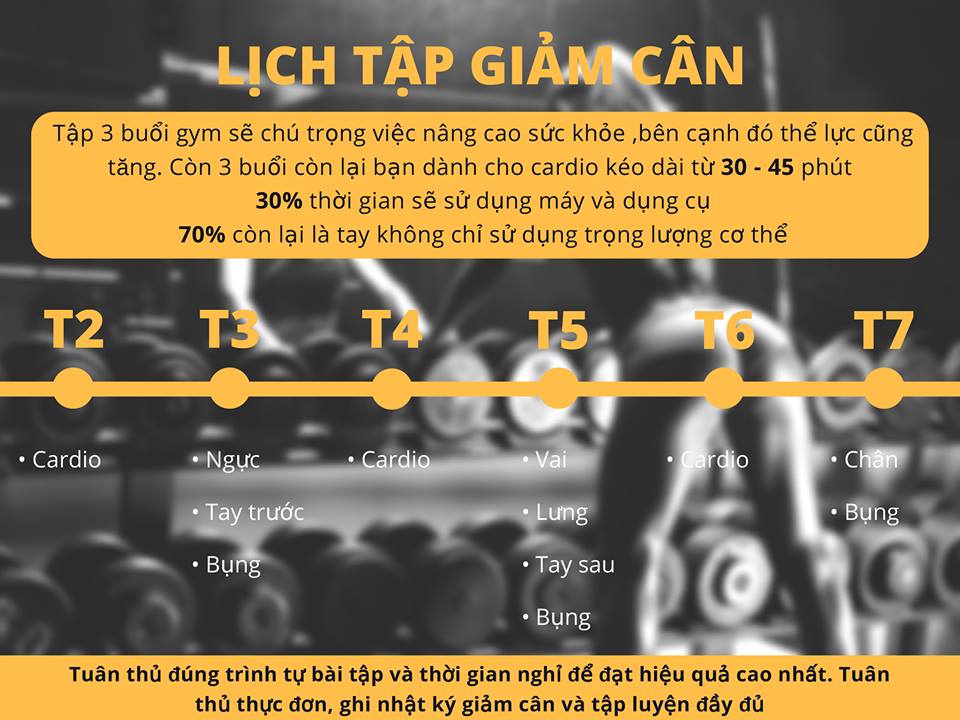 LỊCH TẬP GIẢM CÂN
Tập 3 buổi gym sẽ chú trọng việc nâng cao sức khỏe ,bên cạnh đó thể lực cũng
tăng. Còn 3 buổi còn lại bạn dành cho cardio kéo dài từ 30 - 45 phút
30% thời gian sẽ sử dụng máy và dụng cụ
70% còn lại là tay không chỉ sử dụng trọng lượng cơ thể
T2 T3 T4 T5 T6 T7
• Cardio • Ngực • Cardio • Vai • Cardio • Chân
• Tay trước • Lưng • Bụng
• Bụng • Tay sau
• Bụng
Tuân thủ đúng trình tự bài tập và thời gian nghỉ để đạt hiệu quả cao nhất. Tuân
thủ thực đơn, ghi nhật ký giảm cân và tập luyện đầy đủ